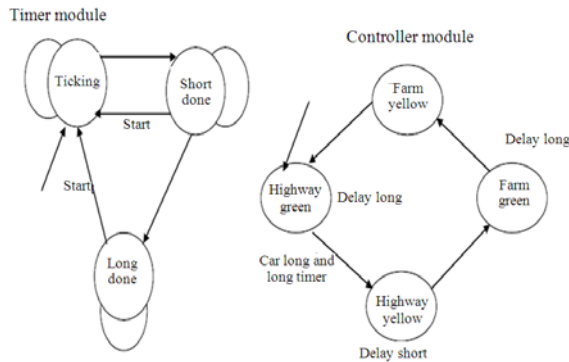 Timer module
Ticking
Short
done
Start
Start
Long
done
Controller module
Farm
yellow
Delay long
Highway
green
Delay long
Farm
green
Car long and
long timer
Highway
yellow
Delay short